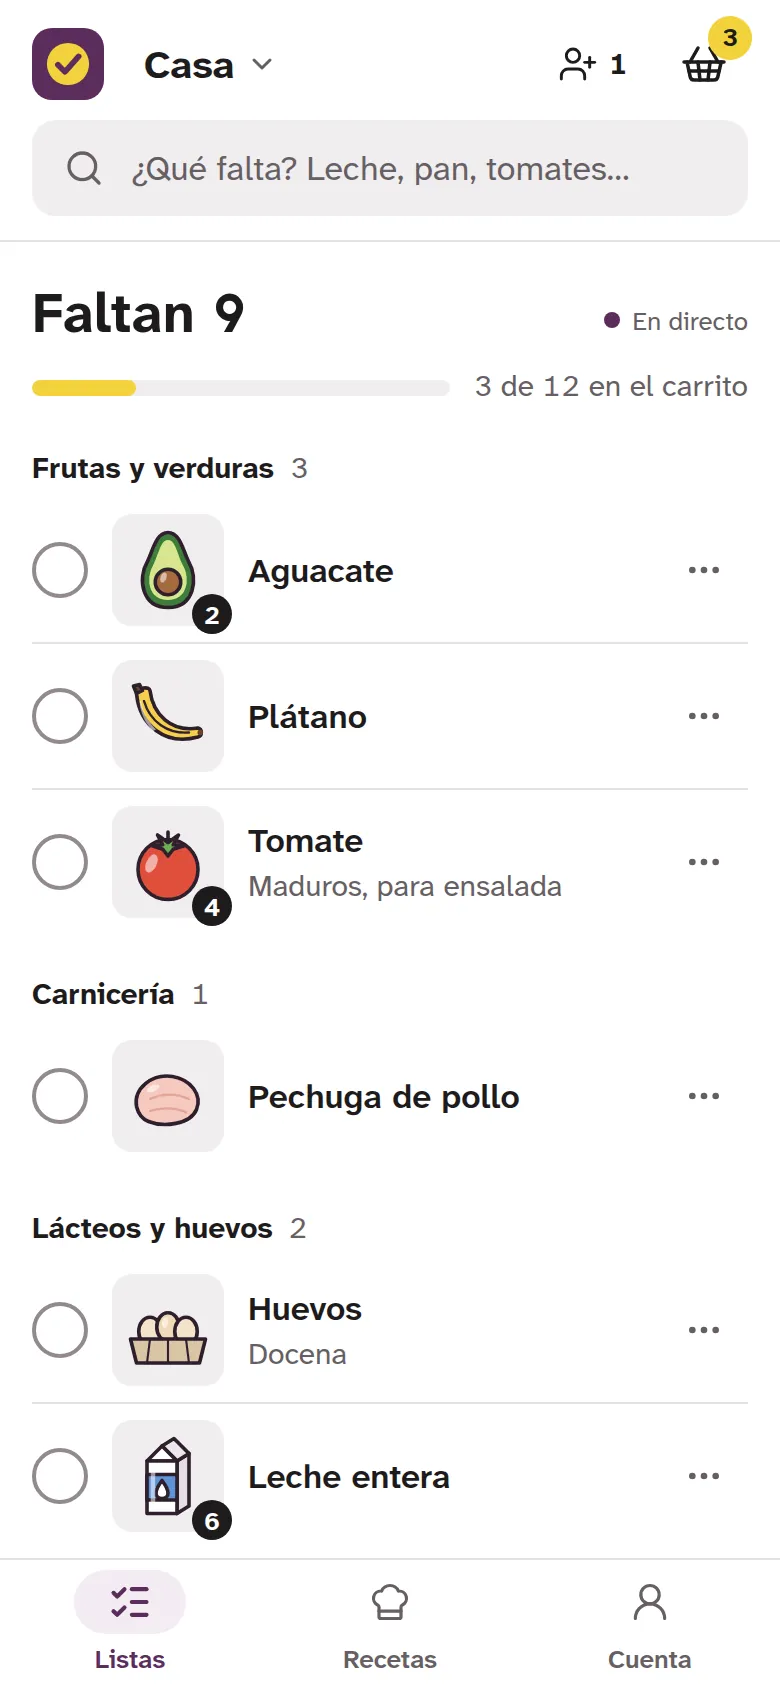 Casa
1
3
¿Qué falta? Leche, pan, tomates...
Faltan 9
En directo
3 de 12 en el carrito
Frutas y verduras 3
Aguacate
2
Plátano
Tomate
Maduros, para ensalada
4
Carnicería 1
Pechuga de pollo
Lácteos y huevos 2
Huevos
Docena
Leche entera
6
Listas
Recetas
Cuenta